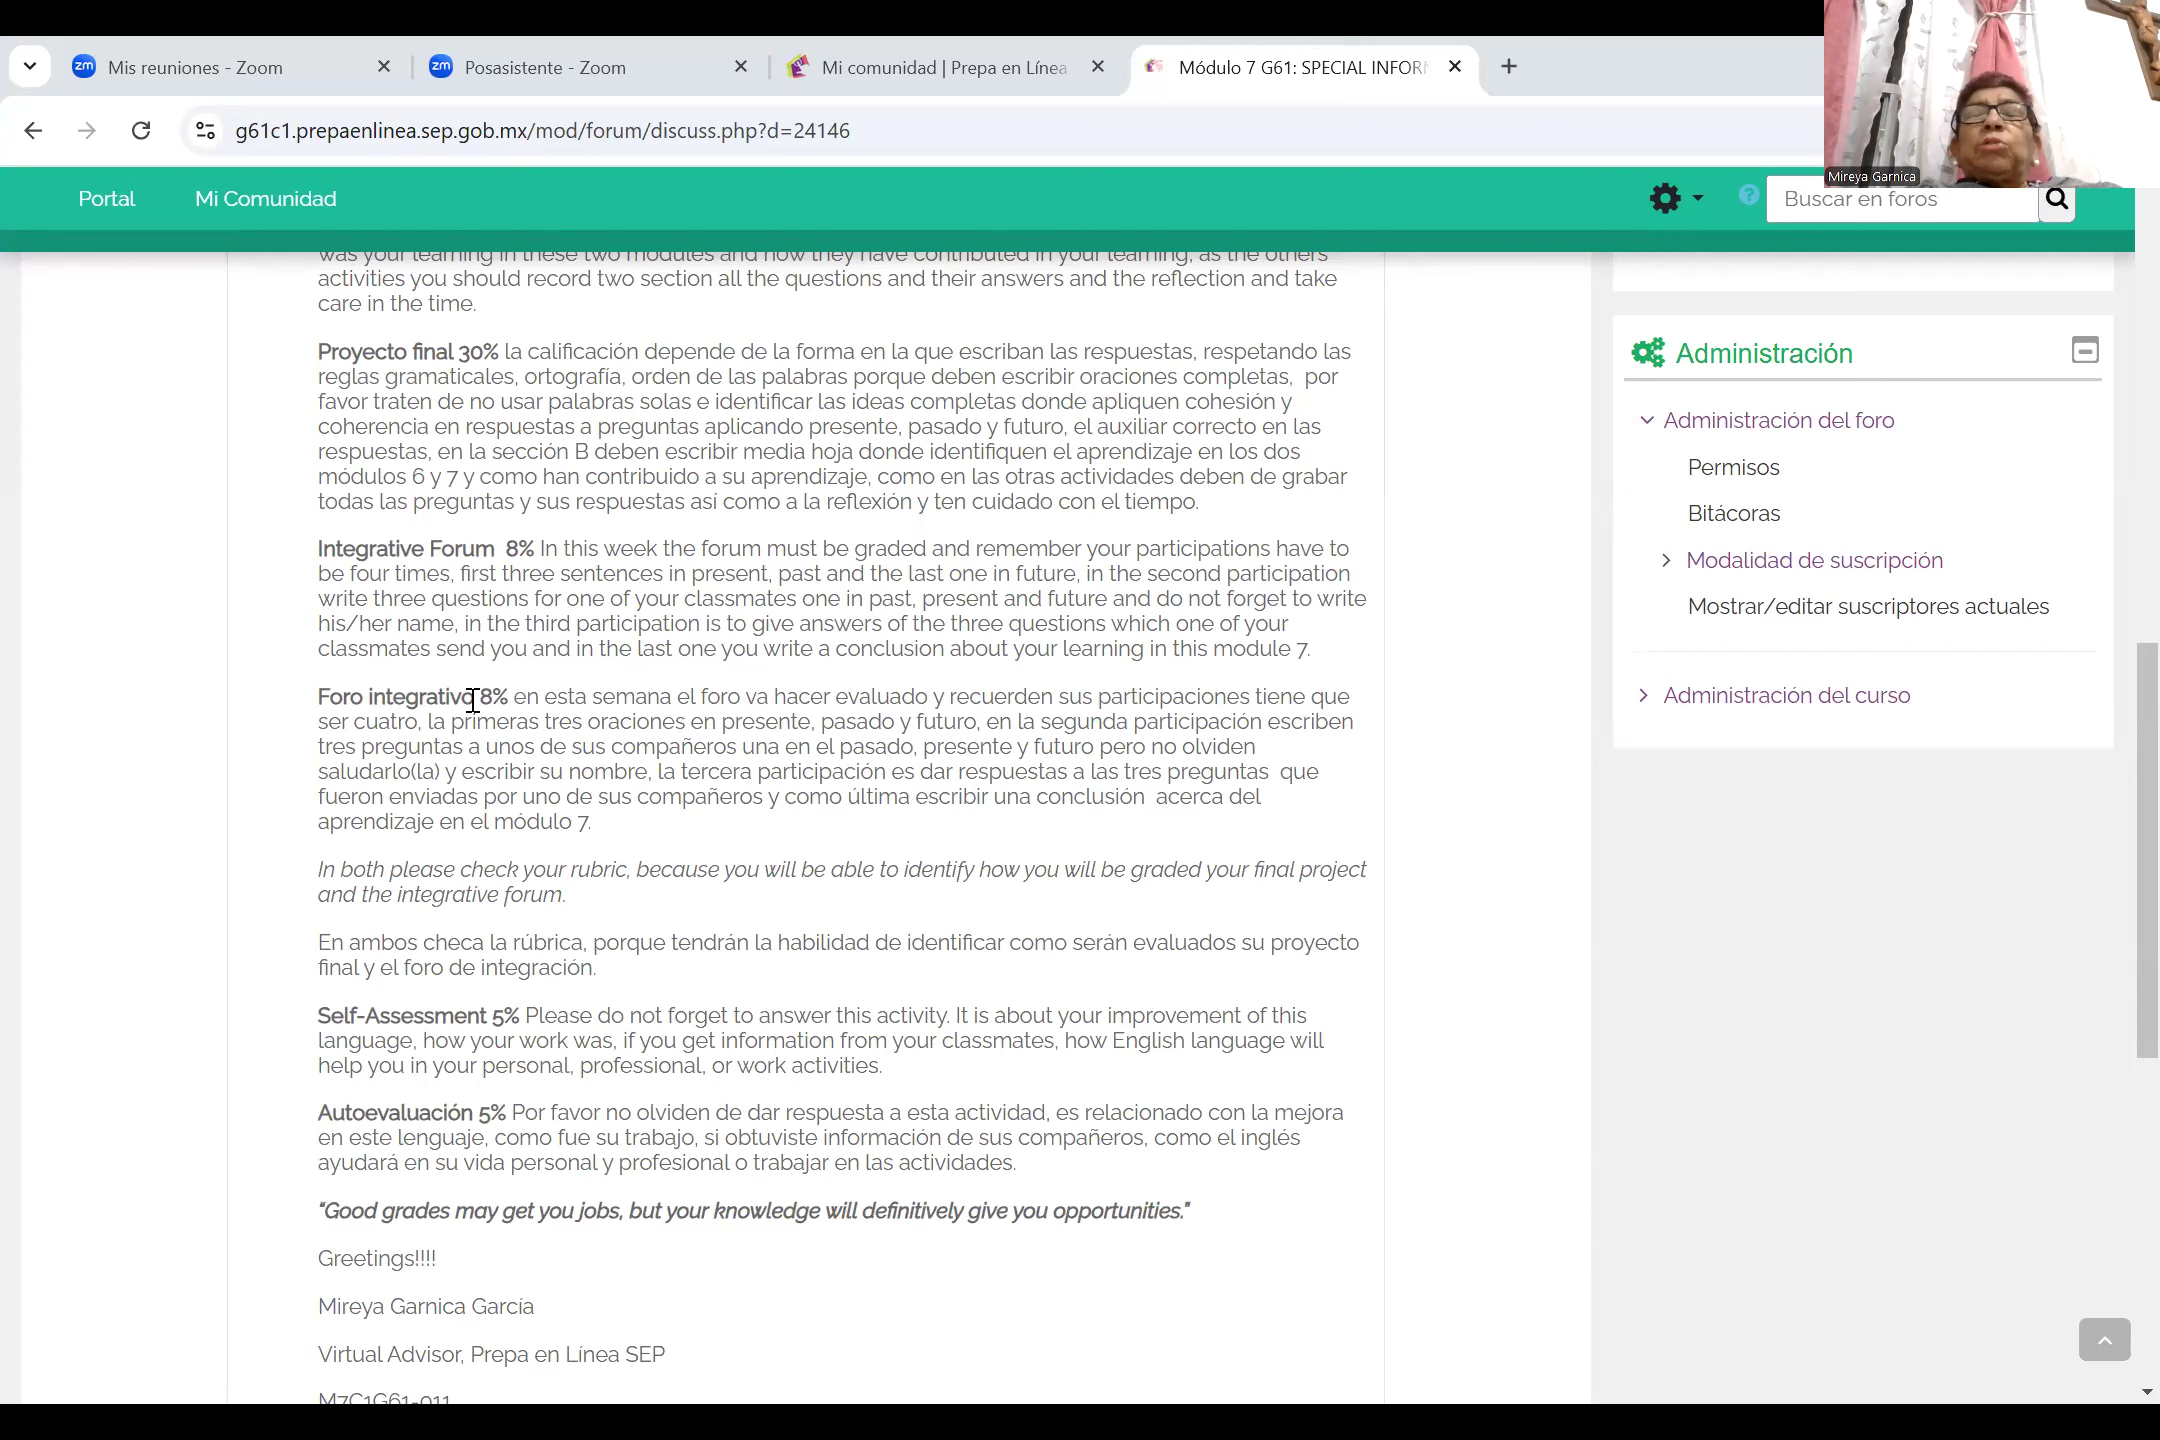 Mis reuniones - Zoom
Posasistente - Zoom
Mi comunidad | Prepa en Línea
Módulo 7 G61: SPECIAL INFOR
g61c1.prepaenlinea.sep.gob.mx/mod/forum/discuss.php?d=24146
Mireya Garnica
Portal
Mi Comunidad
Buscar en foros
was your learning in these two modules and how they have contributed in your learning, as the others
activities you should record two section all the questions and their answers and the reflection and take
care in the time.
Proyecto final 30% la calificación depende de la forma en la que escriban las respuestas, respetando las
reglas gramaticales, ortografía, orden de las palabras porque deben escribir oraciones completas, por
favor traten de no usar palabras solas e identificar las ideas completas donde apliquen cohesión y
coherencia en respuestas a preguntas aplicando presente, pasado y futuro, el auxiliar correcto en las
respuestas, en la sección B deben escribir media hoja donde identifiquen el aprendizaje en los dos
módulos 6 y 7 y como han contribuido a su aprendizaje, como en las otras actividades deben de grabar
todas las preguntas y sus respuestas así como a la reflexión y ten cuidado con el tiempo.
Integrative Forum 8% In this week the forum must be graded and remember your participations have to
be four times, first three sentences in present, past and the last one in future, in the second participation
write three questions for one of your classmates one in past, present and future and do not forget to write
his/her name, in the third participation is to give answers of the three questions which one of your
classmates send you and in the last one you write a conclusion about your learning in this module 7.
Foro integrativo 8% en esta semana el foro va hacer evaluado y recuerden sus participaciones tiene que
ser cuatro, la primeras tres oraciones en presente, pasado y futuro, en la segunda participación escriben
tres preguntas a unos de sus compañeros una en el pasado, presente y futuro pero no olviden
saludarlo(la) y escribir su nombre, la tercera participación es dar respuestas a las tres preguntas que
fueron enviadas por uno de sus compañeros y como última escribir una conclusión acerca del
aprendizaje en el módulo 7.
In both please check your rubric, because you will be able to identify how you will be graded your final project
and the integrative forum.
En ambos checa la rúbrica, porque tendrán la habilidad de identificar como serán evaluados su proyecto
final y el foro de integración.
Self-Assessment 5% Please do not forget to answer this activity. It is about your improvement of this
language, how your work was, if you get information from your classmates, how English language will
help you in your personal, professional, or work activities.
Autoevaluación 5% Por favor no olviden de dar respuesta a esta actividad, es relacionado con la mejora
en este lenguaje, como fue su trabajo, si obtuviste información de sus compañeros, como el inglés
ayudará en su vida personal y profesional o trabajar en las actividades.
"Good grades may get you jobs, but your knowledge will definitively give you opportunities."
Greetings!!!!
Mireya Garnica García
Virtual Advisor, Prepa en Línea SEP
M7C1G61-011
Administración
Administración del foro
Permisos
Bitácoras
Modalidad de suscripción
Mostrar/editar suscriptores actuales
Administración del curso